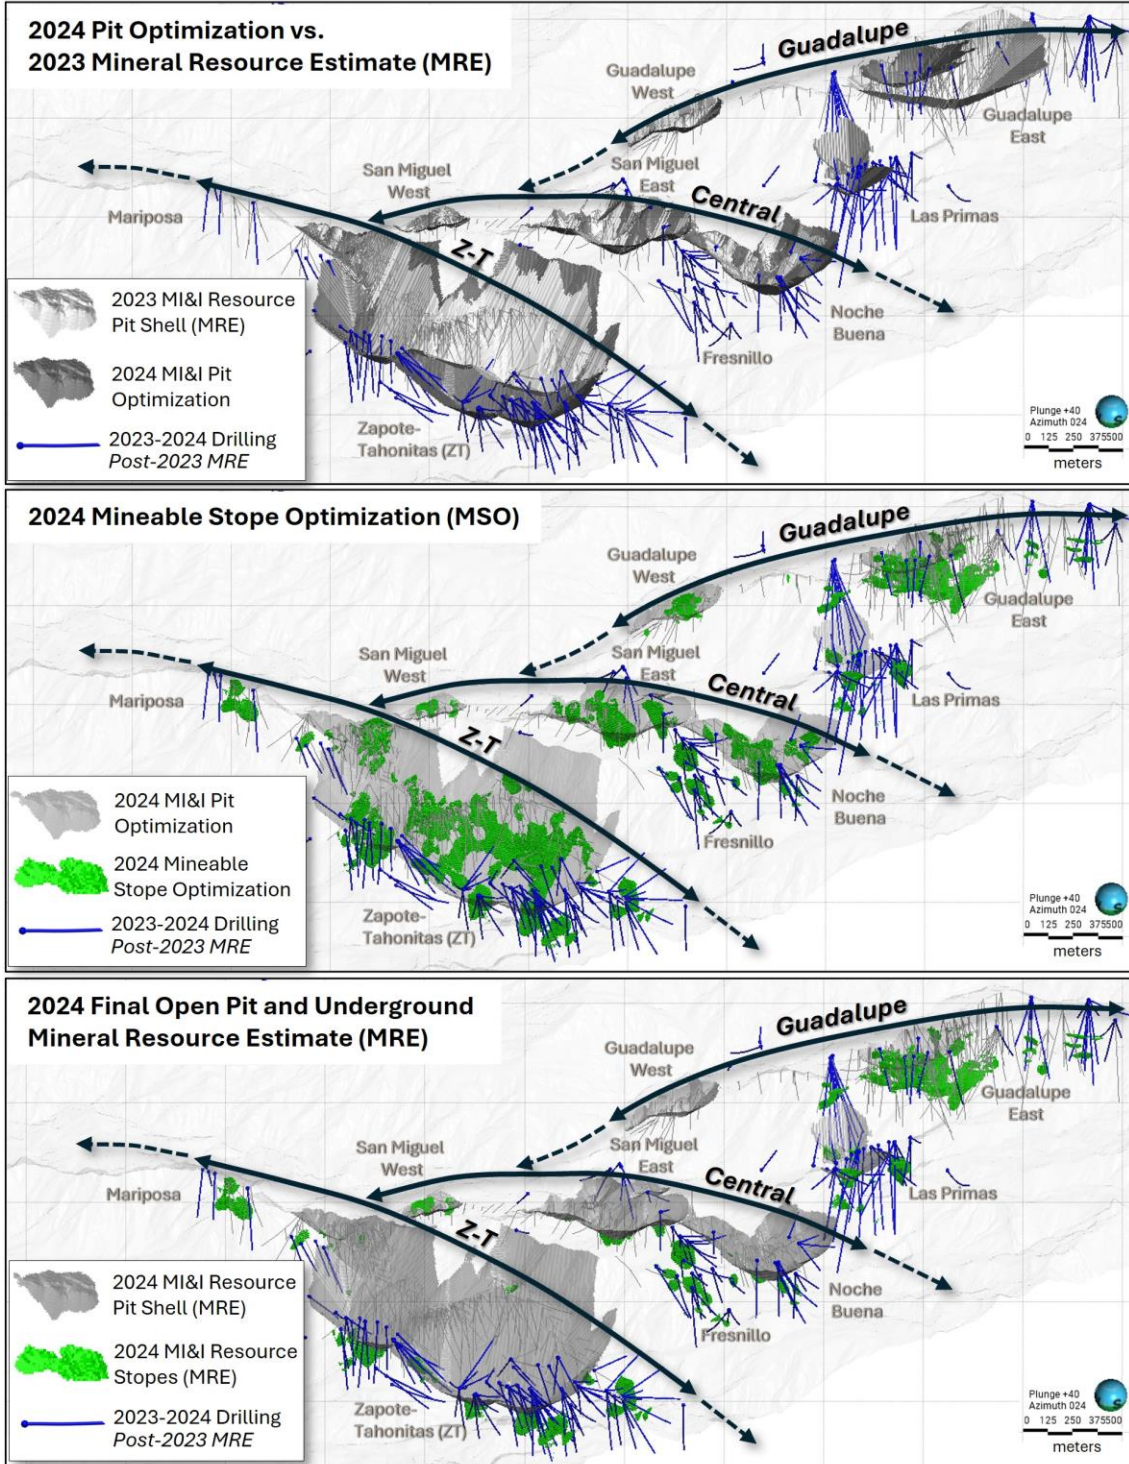 2024 Pit Optimization vs.
2023 Mineral Resource Estimate (MRE)
Guadalupe
Guadalupe
West
Guadalupe
East
San Miguel
West
San Miguel
East
Central
Mariposa
Las Primas
Z-T
2023 MI&I Resource
Pit Shell (MRE)
2024 MI&I Pit
Optimization
2023-2024 Drilling
Post-2023 MRE
Noche
Buena
Fresnillo
Zapote-
Tahonitas (ZT)
Plunge +40
Azimuth 024
0 125 250 375500
meters
2024 Mineable Stope Optimization (MSO)
Guadalupe
Guadalupe
West
Guadalupe
East
San Miguel
West
San Miguel
East
Central
Mariposa
Las Primas
Z-T
2024 MI&I Pit
Optimization
2024 Mineable
Stope Optimization
2023-2024 Drilling
Post-2023 MRE
Noche
Buena
Fresnillo
Zapote-
Tahonitas (ZT)
Plunge +40
Azimuth 024
0 125 250 375500
meters
2024 Final Open Pit and Underground
Mineral Resource Estimate (MRE)
Guadalupe
Guadalupe
West
Guadalupe
East
San Miguel
West
San Miguel
East
Central
Mariposa
Las Primas
Z-T
2024 MI&I Resource
Pit Shell (MRE)
2024 MI&I Resource
Stopes (MRE)
2023-2024 Drilling
Post-2023 MRE
Noche
Buena
Fresnillo
Zapote-
Tahonitas (ZT)
Plunge +40
Azimuth 024
0 125 250 375500
meters